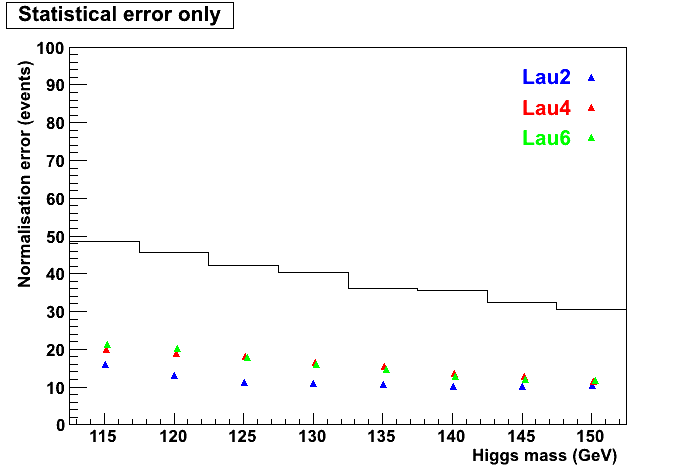 Statistical error only
Normalisation error (events)
100
90
80
70
60
50
40
30
20
10
0
Lau2
Lau4
Lau6
115 120 125 130 135 140 145 150
Higgs mass (GeV)